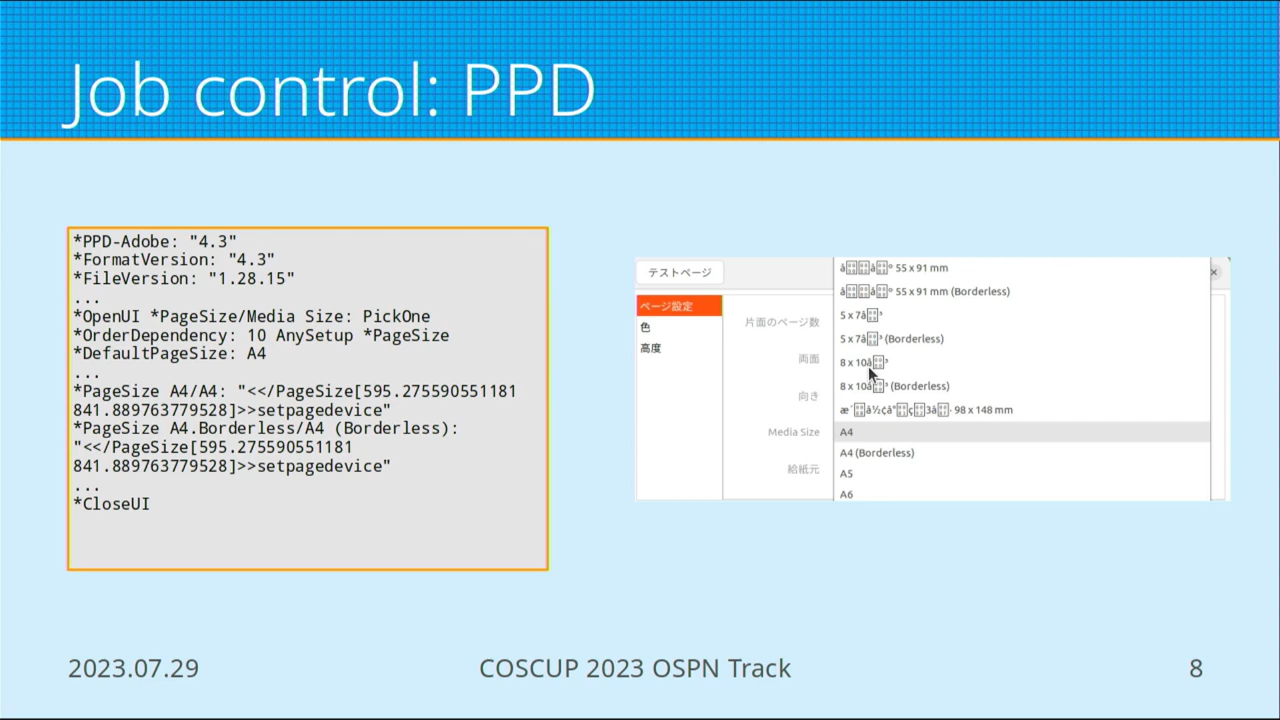 Job control: PPD
*PPD-Adobe: "4.3"
*FormatVersion: "4.3"
*FileVersion: "1.28.15"
...
*OpenUI *PageSize/Media Size: PickOne
*OrderDependency: 10 AnySetup *PageSize
*DefaultPageSize: A4
...
*PageSize A4/A4: "<</PageSize[595.275590551181
841.889763779528]>>setpagedevice"
*PageSize A4.Borderless/A4 (Borderless):
"<</PageSize[595.275590551181
841.889763779528]>>setpagedevice"
...
*CloseUI
テストページ
ページ設定
色
高度
片面のページ数
両面
向き
Media Size
給紙元
55 x 91 mm
55 x 91 mm (Borderless)
5 x 7
5 x 7 (Borderless)
8 x 10
8 x 10 (Borderless)
98 x 148 mm
A4
A4 (Borderless)
A5
A6
2023.07.29
COSCUP 2023 OSPN Track
8